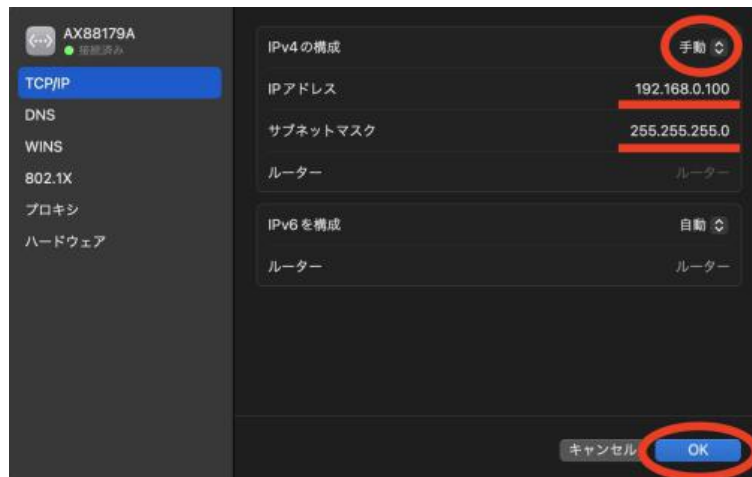 AX88179A
接続済み
TCP/IP
DNS
WINS
802.1X
プロキシ
ハードウェア
IPv4の構成 手動
IPアドレス 192.168.0.100
サブネットマスク 255.255.255.0
ルーター ルーター
IPv6を構成 自動
ルーター ルーター
キャンセル OK